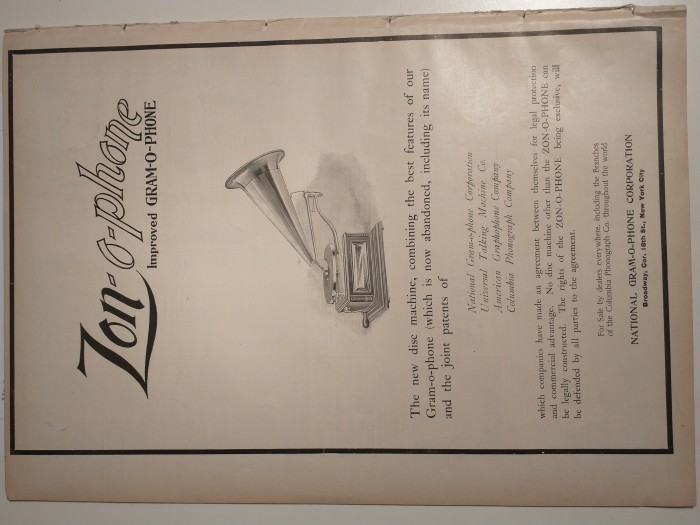 Zon-o-phone
Improved GRAM-O-PHONE
The new disc machine, combining the best features of our
Gram-o-phone (which is now abandoned, including its name)
and the joint patents of
National Gram-o-phone Corporation
Universal Talking Machine Co.
American Graphophone Company
Columbia Phonograph Company
which companies have made an agreement between themselves for legal protection
and commercial advantage. No disc machine other than the ZON-O-PHONE can
be legally constructed. The rights of the ZON-O-PHONE being exclusive, will
be defended by all parties to the agreement.
For Sale by dealers everywhere, including the Branches
of the Columbia Phonograph Co. throughout the world
NATIONAL GRAM-O-PHONE CORPORATION
Broadway, Cor. 18th St., New York City